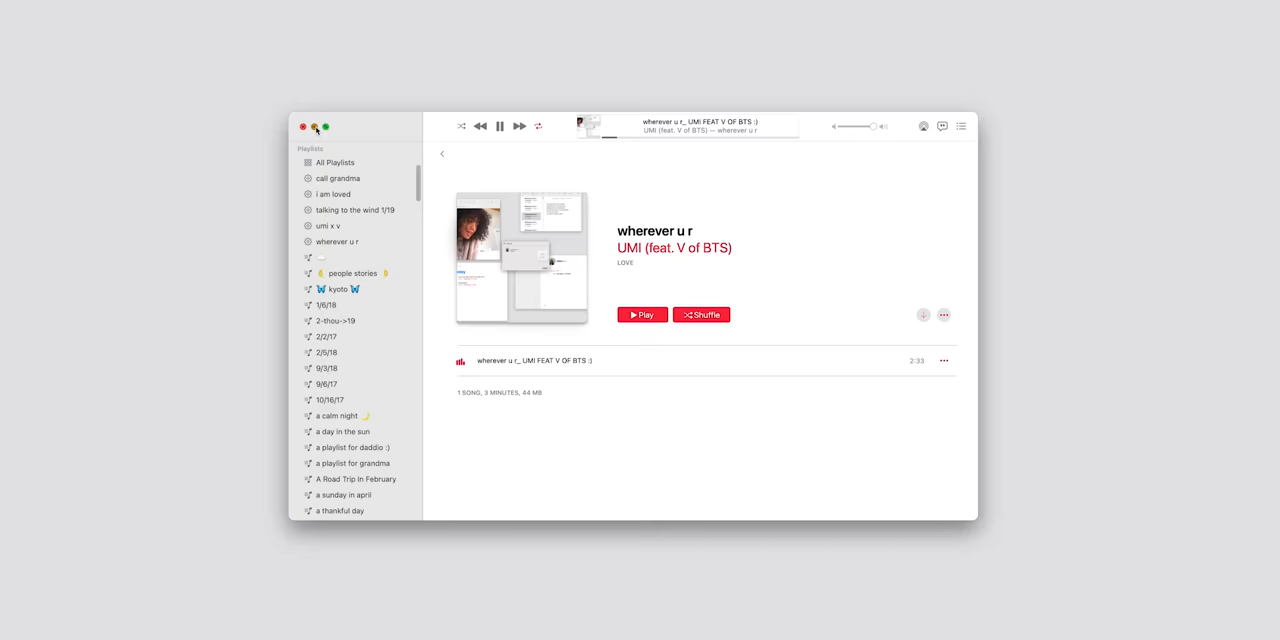 Playlists
All Playlists
call grandma
i am loved
talking to the wind 1/19
umi x v
wherever u r
people stories
kyoto
1/6/18
2-thou->19
2/2/17
2/5/18
9/3/18
9/6/17
10/16/17
a calm night
a day in the sun
a playlist for daddio :)
a playlist for grandma
A Road Trip In February
a sunday in april
a thankful day
wherever u r_ UMI FEAT V OF BTS :)
UMI (feat. V of BTS) — wherever u r
wherever u r
UMI (feat. V of BTS)
LOVE
Play
Shuffle
wherever u r_ UMI FEAT V OF BTS :)
2:33
1 SONG, 3 MINUTES, 44 MB